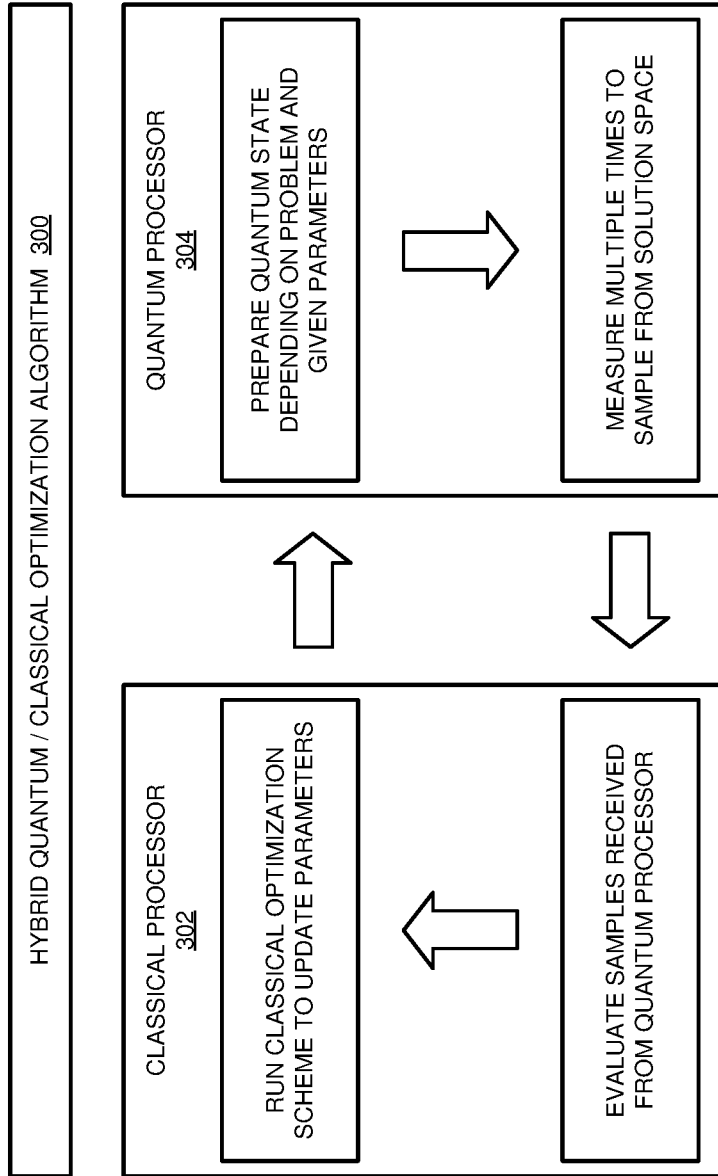 HYBRID QUANTUM / CLASSICAL OPTIMIZATION ALGORITHM 300
CLASSICAL PROCESSOR
302
RUN CLASSICAL OPTIMIZATION
SCHEME TO UPDATE PARAMETERS
EVALUATE SAMPLES RECEIVED
FROM QUANTUM PROCESSOR
QUANTUM PROCESSOR
304
PREPARE QUANTUM STATE
DEPENDING ON PROBLEM AND
GIVEN PARAMETERS
MEASURE MULTIPLE TIMES TO
SAMPLE FROM SOLUTION SPACE